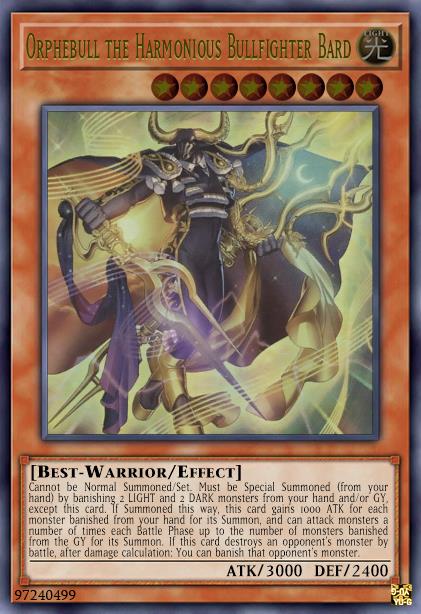 Orphebull the Harmonious Bullfighter Bard
LIGHT
光
[Best-Warrior/Effect]
Cannot be Normal Summoned/Set. Must be Special Summoned (from your
hand) by banishing 2 LIGHT and 2 DARK monsters from your hand and/or GY,
except this card. If Summoned this way, this card gains 1000 ATK for each
monster banished from your hand for its Summon, and can attack monsters a
number of times each Battle Phase up to the number of monsters banished
from the GY for its Summon. If this card destroys an opponent's monster by
battle, after damage calculation: You can banish that opponent's monster.
ATK/3000 DEF/2400
97240499